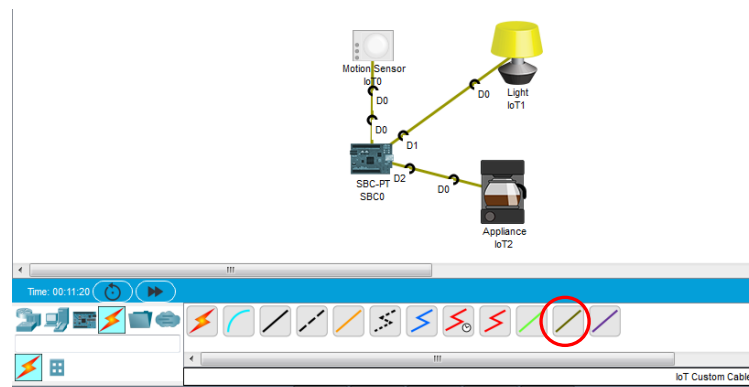 Motion Sensor
IoT0
D0
D0
D0
Light
IoT1
D1
SBC-PT
SBC0
D2
D0
Appliance
IoT2
Time: 00:11:20
IoT Custom Cable